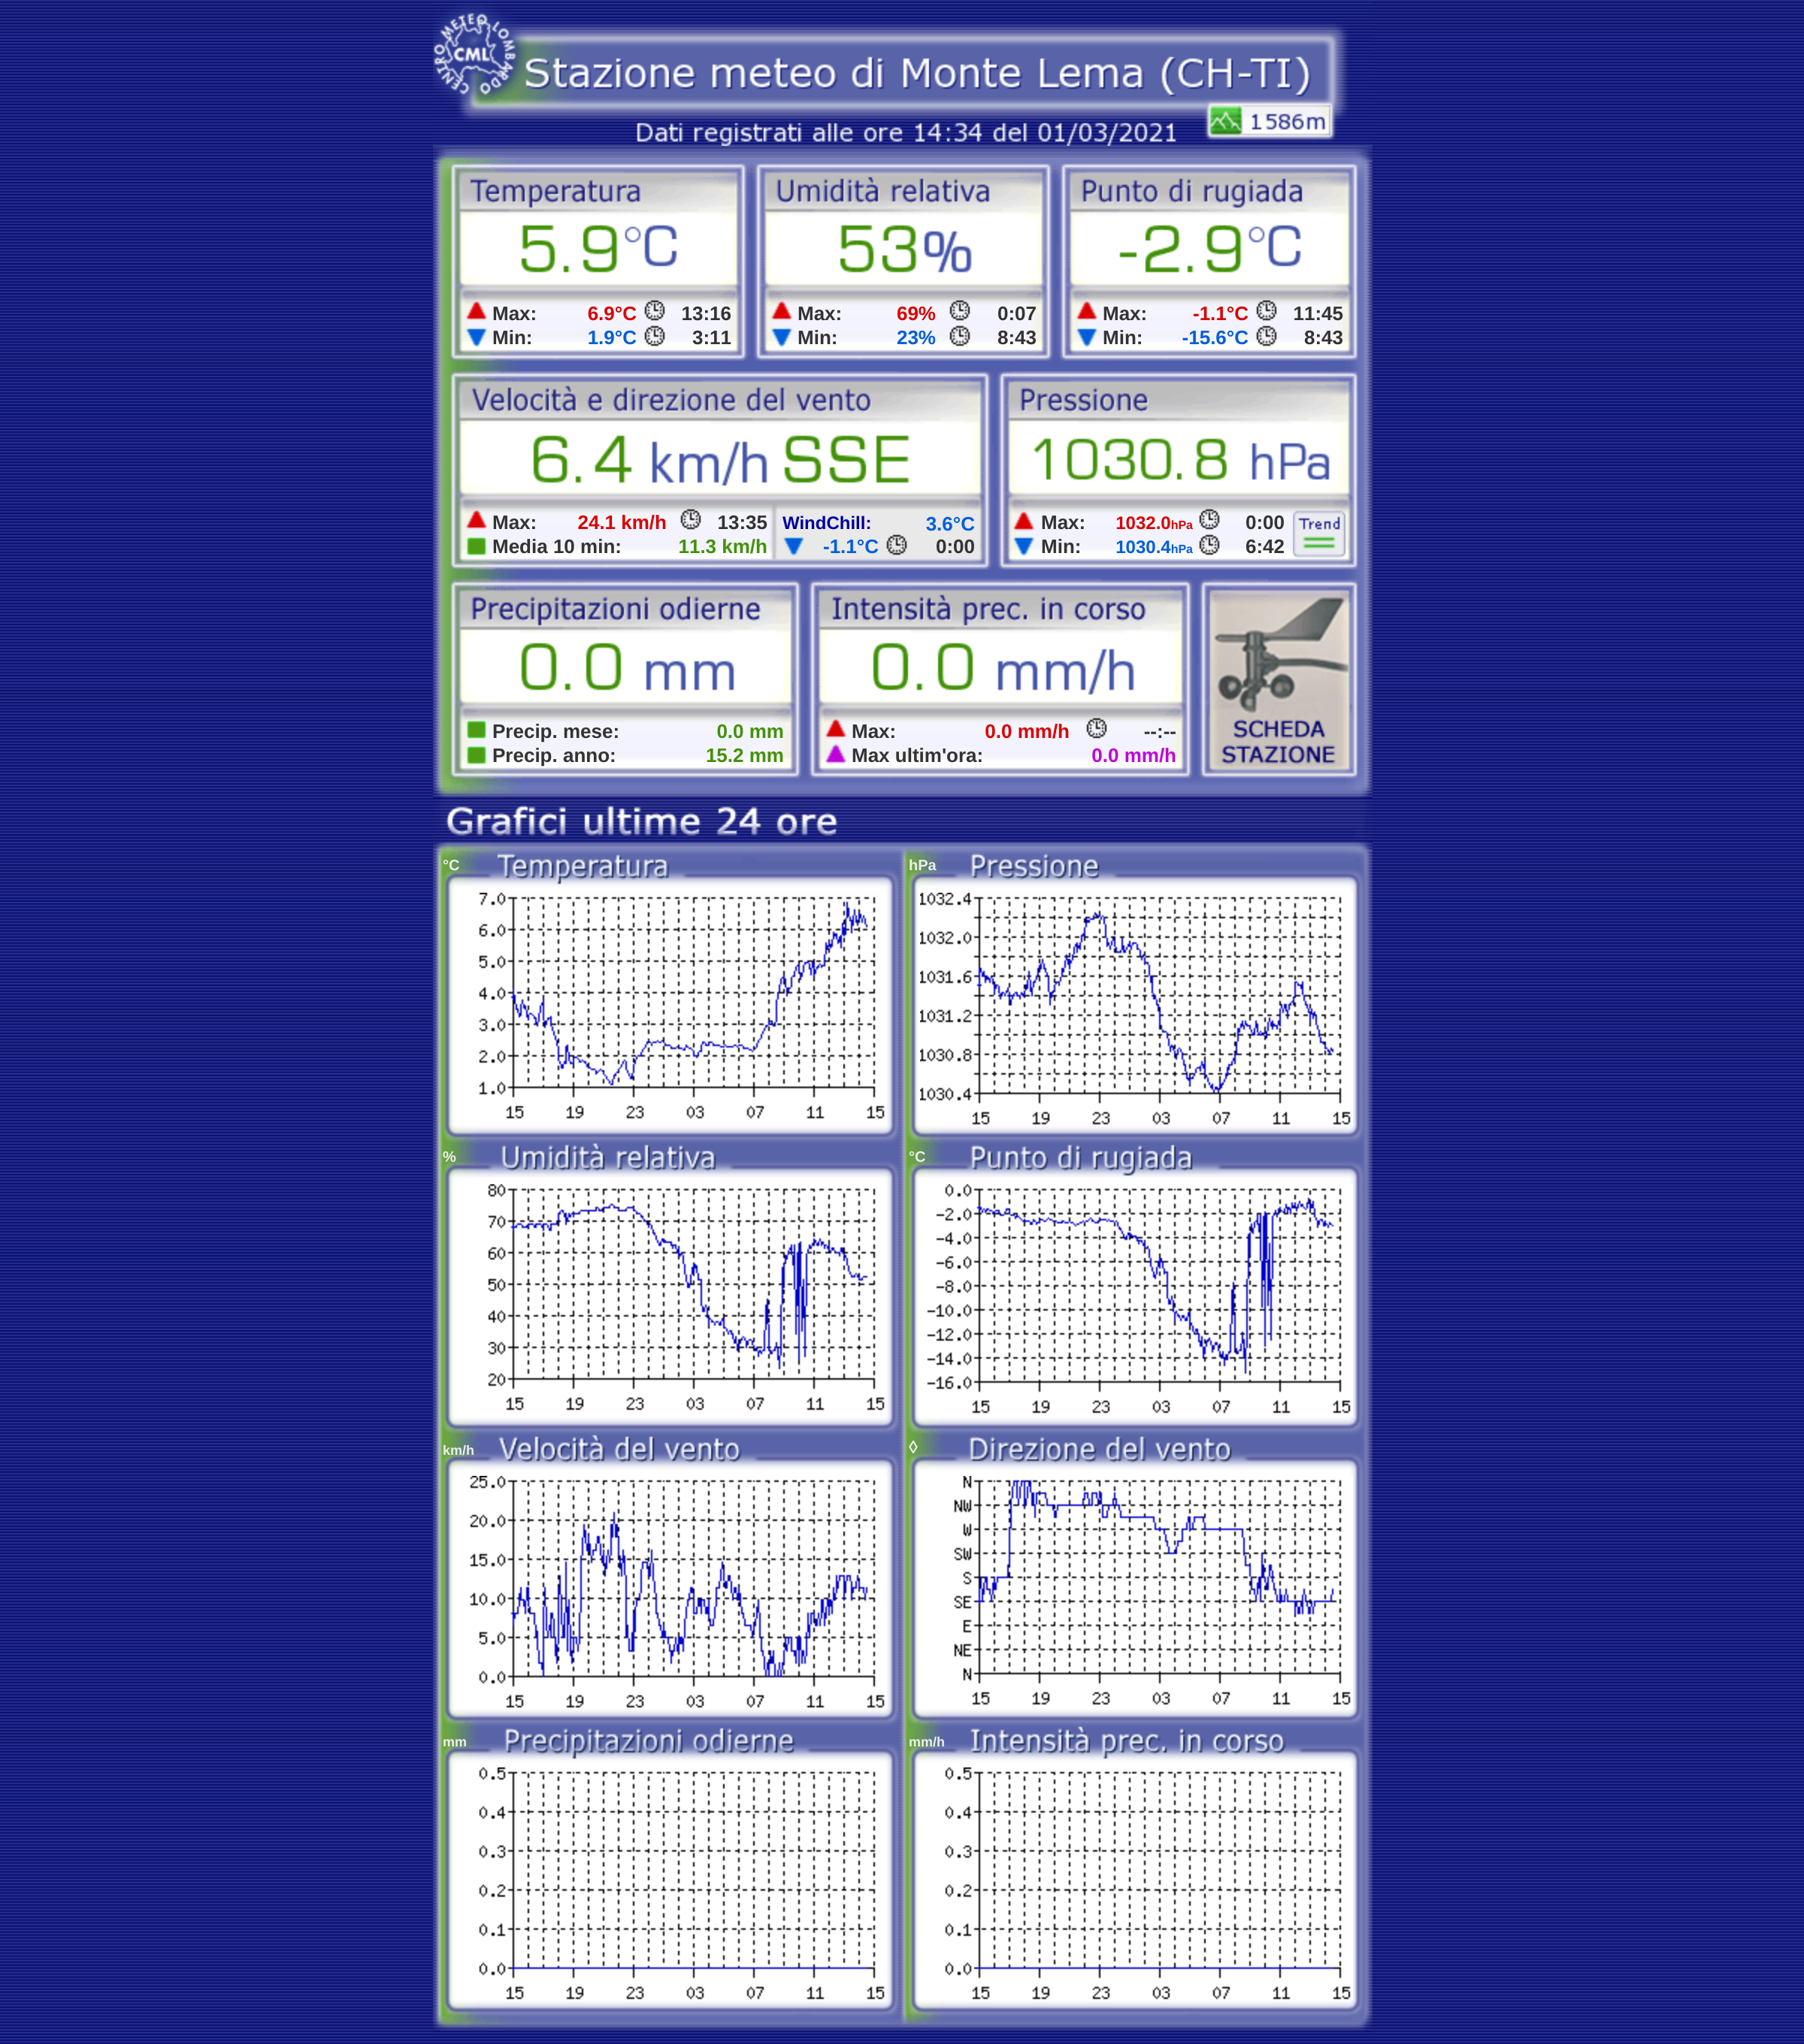 CENTRO METEO LOMBARDO
CML
Stazione meteo di Monte Lema (CH-TI)
1586m
Dati registrati alle ore 14:34 del 01/03/2021
Temperatura Umidità relativa Punto di rugiada
5.9°C 53% -2.9°C
Max: 6.9°C 13:16 Max: 69% 0:07 Max: -1.1°C 11:45
Min: 1.9°C 3:11 Min: 23% 8:43 Min: -15.6°C 8:43
Velocità e direzione del vento Pressione
6.4 km/h SSE 1030.8 hPa
Max: 24.1 km/h 13:35 WindChill: 3.6°C Max: 1032.0hPa 0:00 Trend
Media 10 min: 11.3 km/h -1.1°C 0:00 Min: 1030.4hPa 6:42
Precipitazioni odierne Intensità prec. in corso
0.0 mm 0.0 mm/h
Precip. mese: 0.0 mm Max: 0.0 mm/h --:-- SCHEDA
Precip. anno: 15.2 mm Max ultim'ora: 0.0 mm/h STAZIONE
Grafici ultime 24 ore
°C Temperatura
7.0
6.0
5.0
4.0
3.0
2.0
1.0
15 19 23 03 07 11 15
hPa Pressione
1032.4
1032.0
1031.6
1031.2
1030.8
1030.4
15 19 23 03 07 11 15
% Umidità relativa
80
70
60
50
40
30
20
15 19 23 03 07 11 15
°C Punto di rugiada
0.0
-2.0
-4.0
-6.0
-8.0
-10.0
-12.0
-14.0
-16.0
15 19 23 03 07 11 15
km/h Velocità del vento
25.0
20.0
15.0
10.0
5.0
0.0
15 19 23 03 07 11 15
◊ Direzione del vento
N
NW
W
SW
S
SE
E
NE
N
15 19 23 03 07 11 15
mm Precipitazioni odierne
0.5
0.4
0.3
0.2
0.1
0.0
15 19 23 03 07 11 15
mm/h Intensità prec. in corso
0.5
0.4
0.3
0.2
0.1
0.0
15 19 23 03 07 11 15